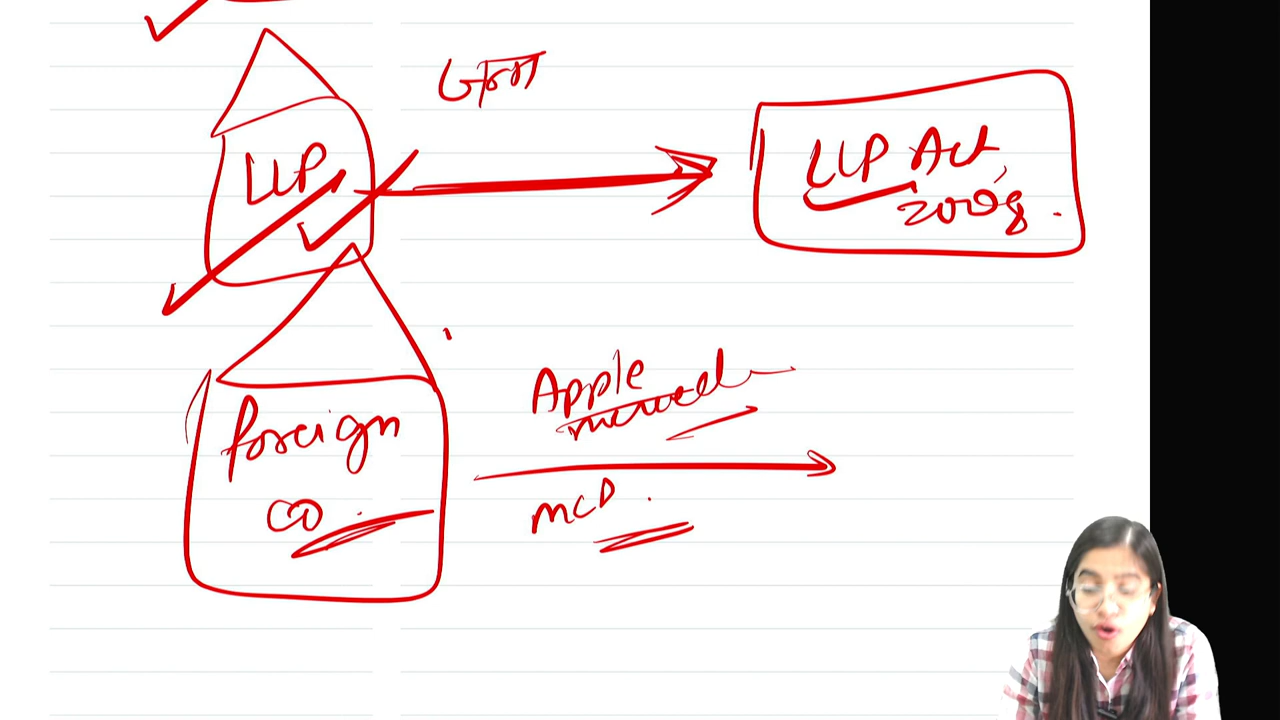 LLP
LLP Act,
2008.
Apple
foreign
co.
MCD.